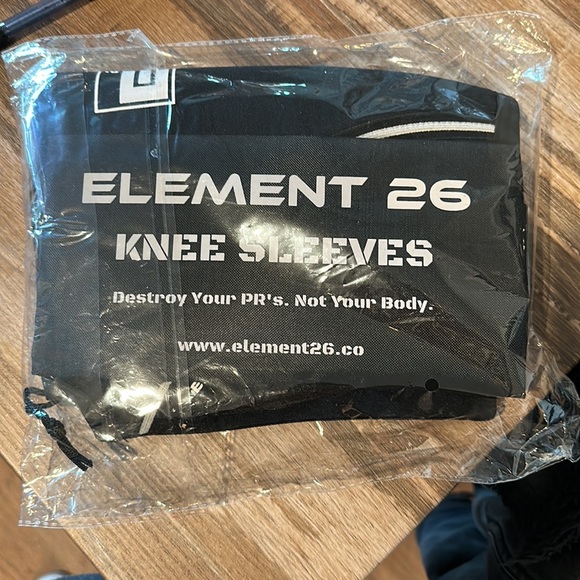 ELEMENT 26
KNEE SLEEVES
Destroy Your PR's. Not Your Body.
www.element26.co